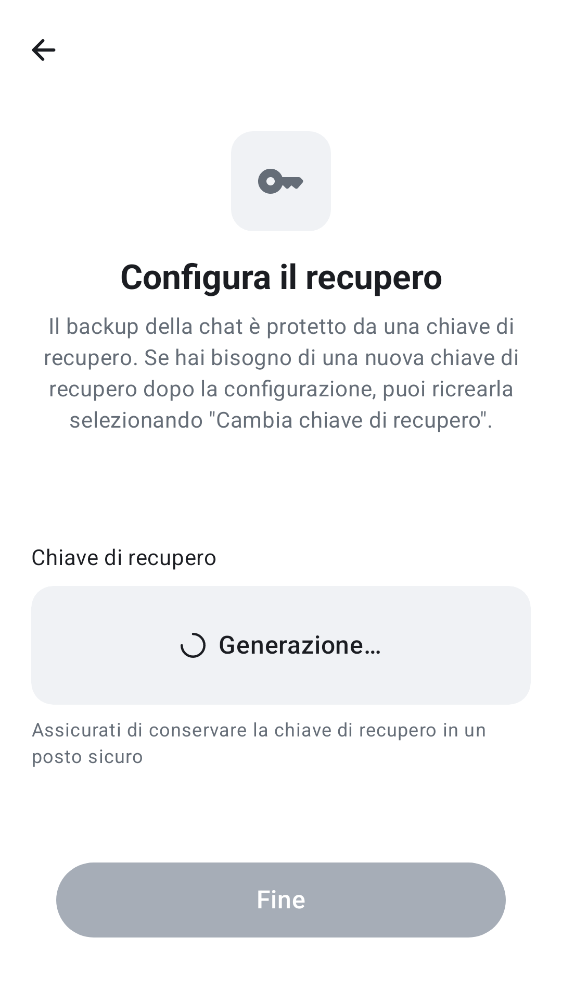 Configura il recupero
Il backup della chat è protetto da una chiave di
recupero. Se hai bisogno di una nuova chiave di
recupero dopo la configurazione, puoi ricrearla
selezionando "Cambia chiave di recupero".
Chiave di recupero
Generazione…
Assicurati di conservare la chiave di recupero in un
posto sicuro
Fine